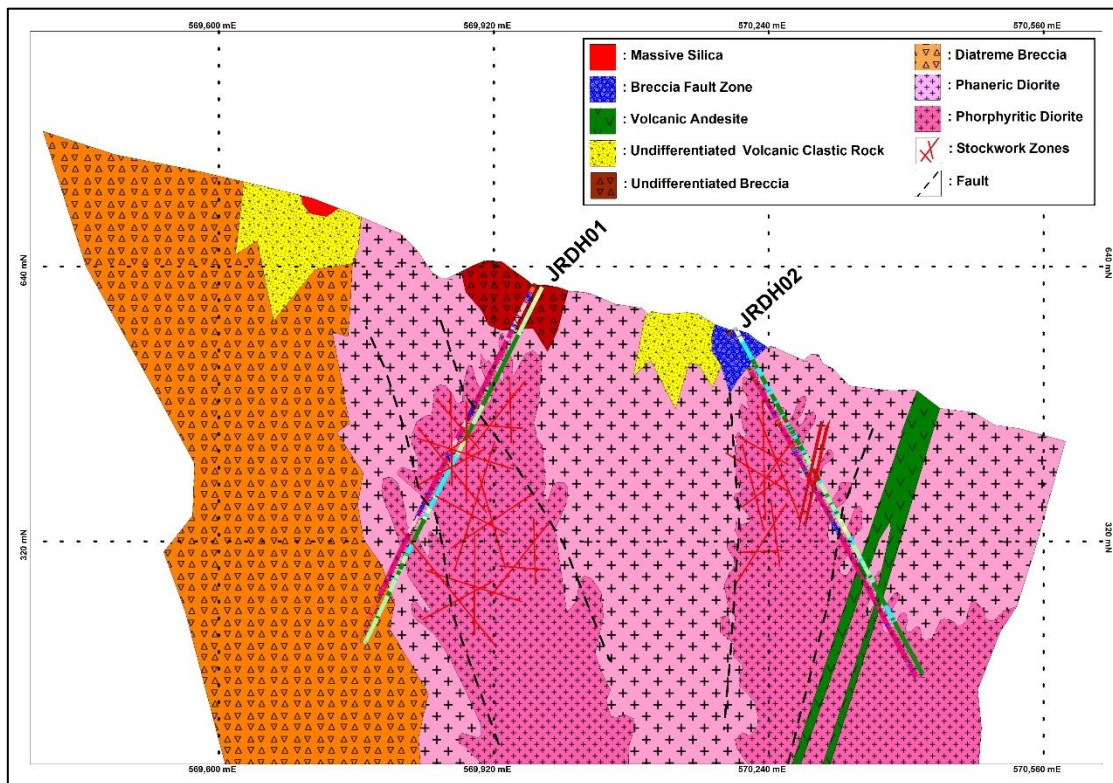 569,600 mE
569,920 mE
570,240 mE
570,560 mE
: Massive Silica
: Breccia Fault Zone
: Volcanic Andesite
: Undifferentiated Volcanic Clastic Rock
: Undifferentiated Breccia
: Diatreme Breccia
: Phaneric Diorite
: Phorphyritic Diorite
: Stockwork Zones
: Fault
JRDH01
JRDH02
640 mN
640 mN
320 mN
320 mN
569,600 mE
569,920 mE
570,240 mE
570,560 mE